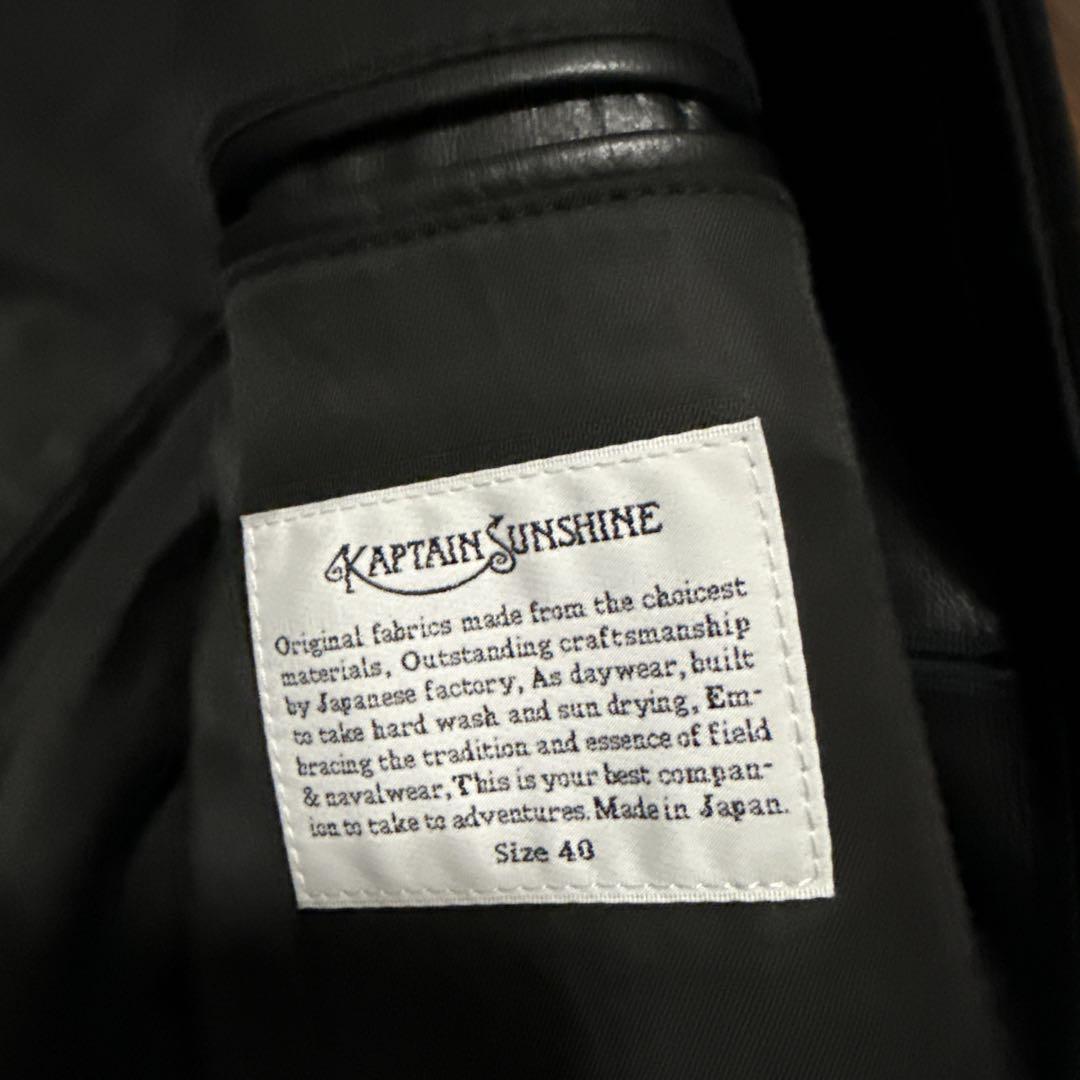 KAPTAIN SUNSHINE
Original fabrics made from the choicest
materials, Outstanding craftsmanship
by Japanese factory, As daywear, built
to take hard wash and sun drying, Em-
bracing the tradition and essence of field
& navalwear, This is your best compan-
ion to take to adventures. Made in Japan.
Size 40